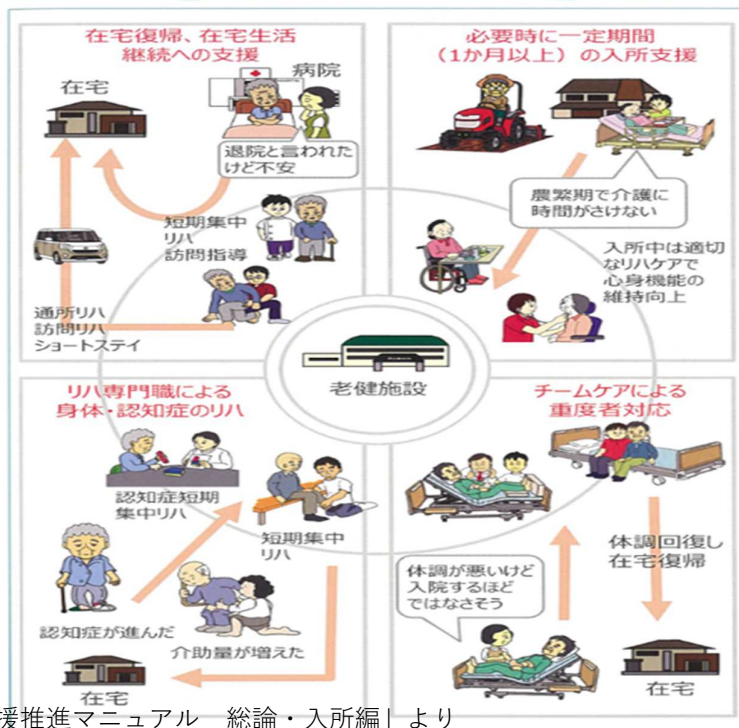 在宅復帰、在宅生活
継続への支援
在宅
病院
退院と言われた
けど不安
短期集中
リハ
訪問指導
通所リハ
訪問リハ
ショートステイ
必要時に一定期間
（1か月以上）の入所支援
農繁期で介護に
時間がさけない
入所中は適切
なリハケアで
心身機能の
維持向上
老健施設
リハ専門職による
身体・認知症のリハ
認知症短期
集中リハ
短期集中
リハ
認知症が進んだ
介助量が増えた
在宅
チームケアによる
重度者対応
体調が悪いけど
入院するほど
ではなさそう
体調回復し
在宅復帰
在宅
援推進マニュアル　総論・入所編」より